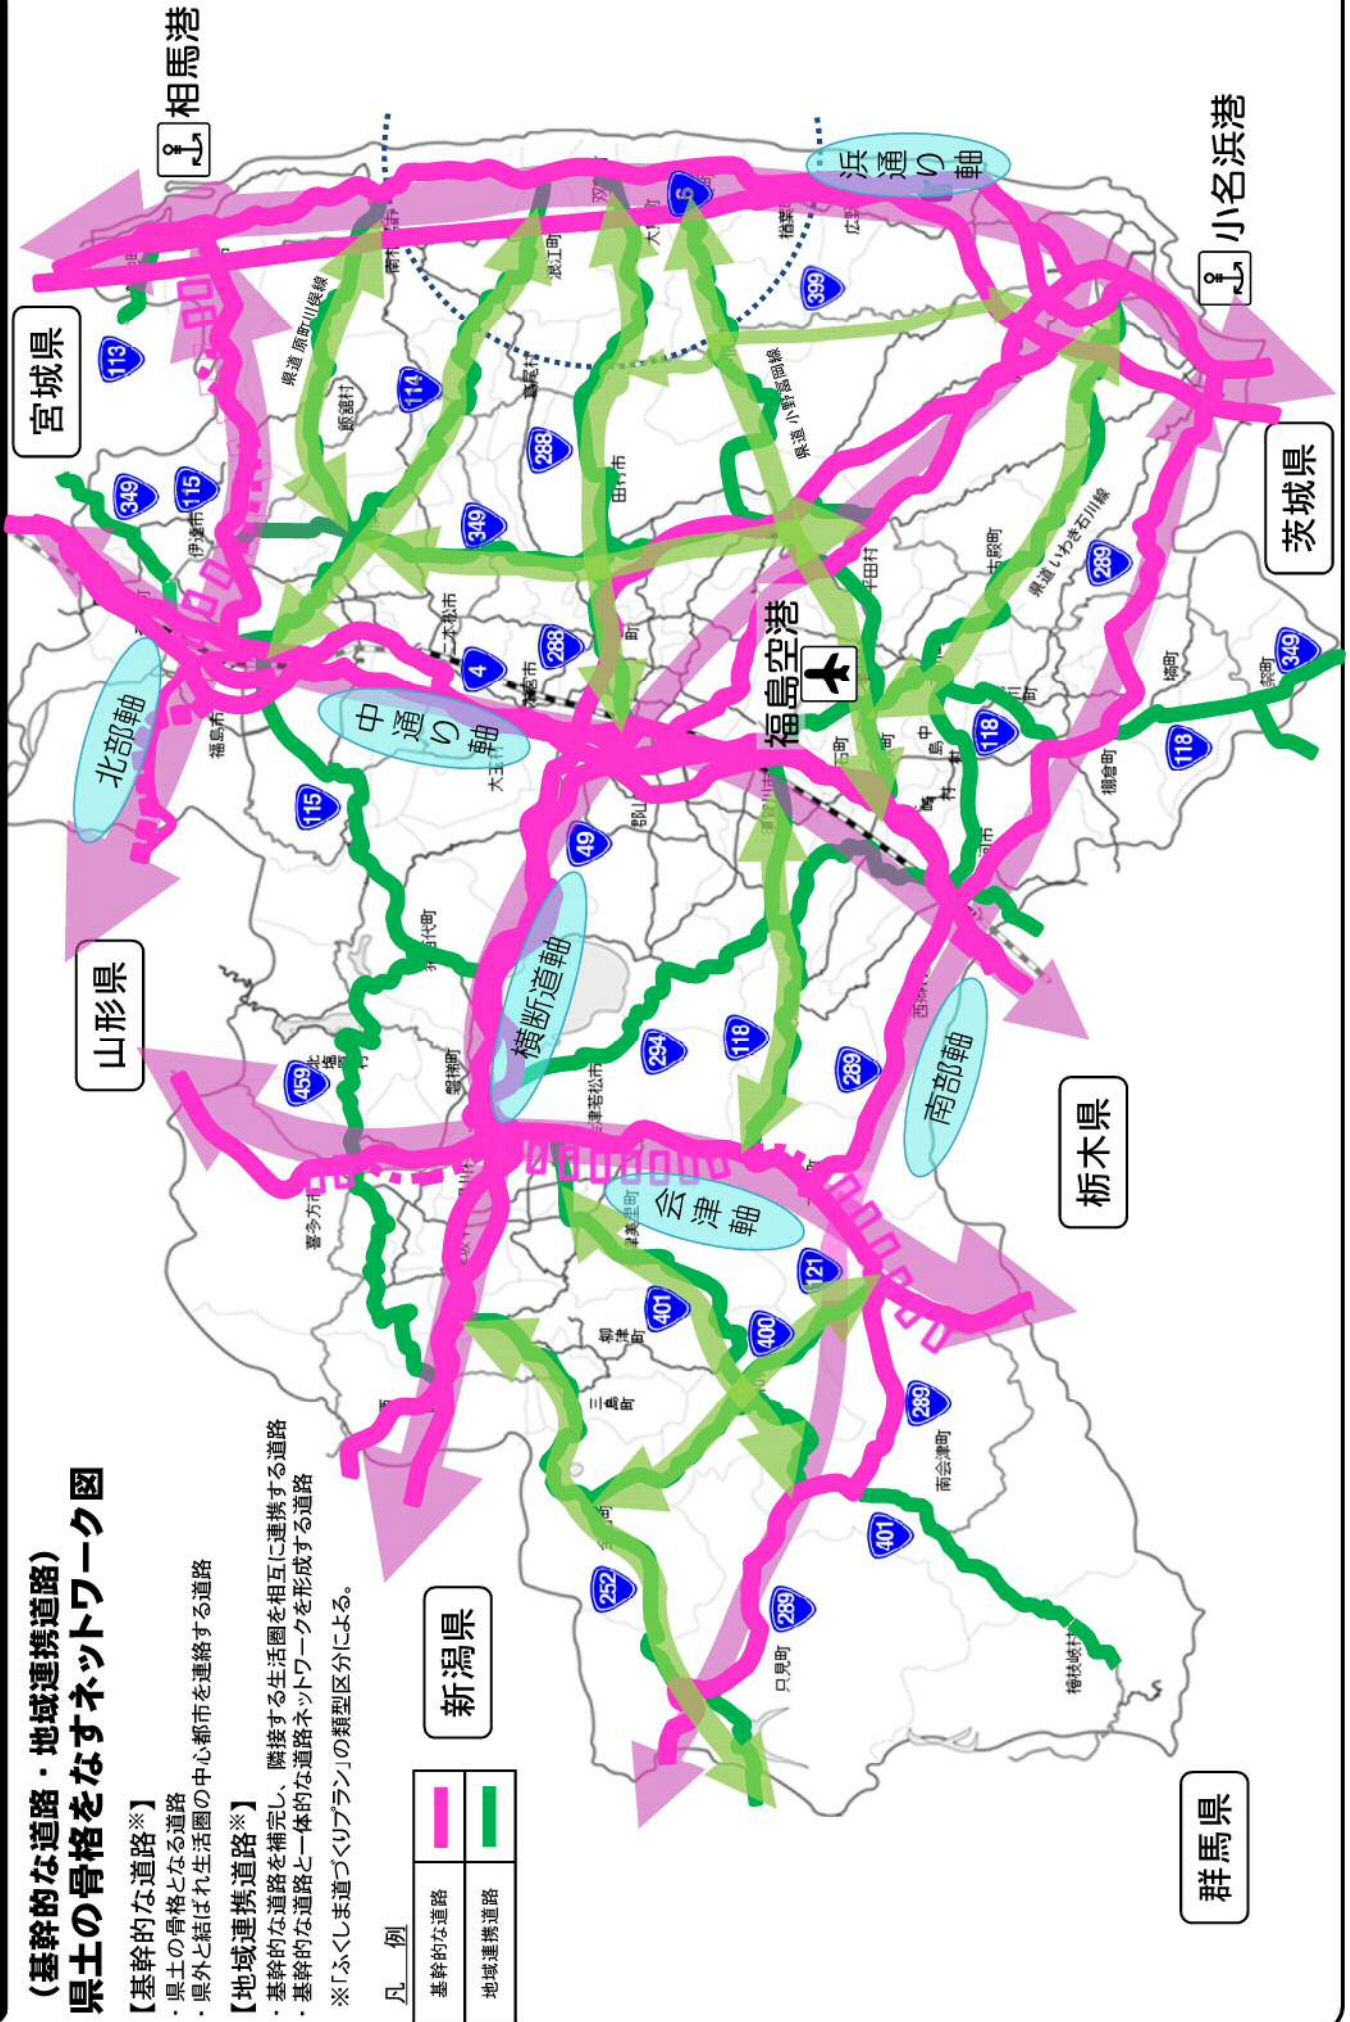 (基幹的な道路・地域連携道路)
県土の骨格をなすネットワーク図
【基幹的な道路※】
・県土の骨格となる道路
・県外と結ばれ生活圏の中心都市を連絡する道路
【地域連携道路※】
・基幹的な道路を補完し、隣接する生活圏を相互に連携する道路
・基幹的な道路と一体的な道路ネットワークを形成する道路
※「ふくしま道づくりプラン」の類型区分による。
凡　例
基幹的な道路
地域連携道路
新潟県
山形県
宮城県
群馬県
栃木県
茨城県
相馬港
小名浜港
福島空港
北部軸
中通り軸
浜通り軸
横断道軸
会津軸
南部軸
県道 原町川俣線
県道 小野富岡線
県道 いわき石川線
飯舘村
浪江町
葛尾村
田村市
伊達市
二本松市
福島市
平田村
古殿町
塙町
棚倉町
磐梯町
喜多方市
柳津町
三島町
只見町
南会津町
檜枝岐村
113
349
115
114
288
349
6
399
4
288
289
349
118
118
115
49
459
294
118
289
401
400
121
252
289
289
401